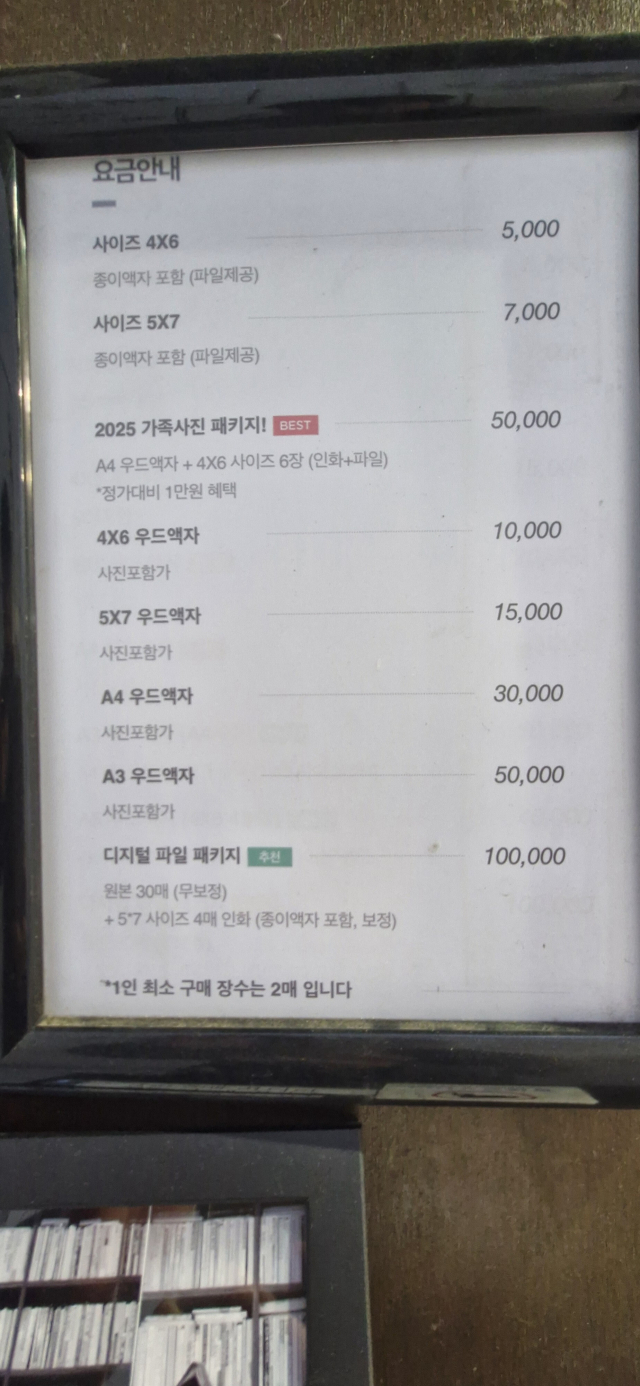 요금안내
사이즈 4X6 5,000
종이액자 포함 (파일제공)
사이즈 5X7 7,000
종이액자 포함 (파일제공)
2025 가족사진 패키지! BEST 50,000
A4 우드액자 + 4X6 사이즈 6장 (인화+파일)
*정가대비 1만원 혜택
4X6 우드액자 10,000
사진포함가
5X7 우드액자 15,000
사진포함가
A4 우드액자 30,000
사진포함가
A3 우드액자 50,000
사진포함가
디지털 파일 패키지 추천 100,000
원본 30매 (무보정)
+ 5*7 사이즈 4매 인화 (종이액자 포함, 보정)
*1인 최소 구매 장수는 2매 입니다